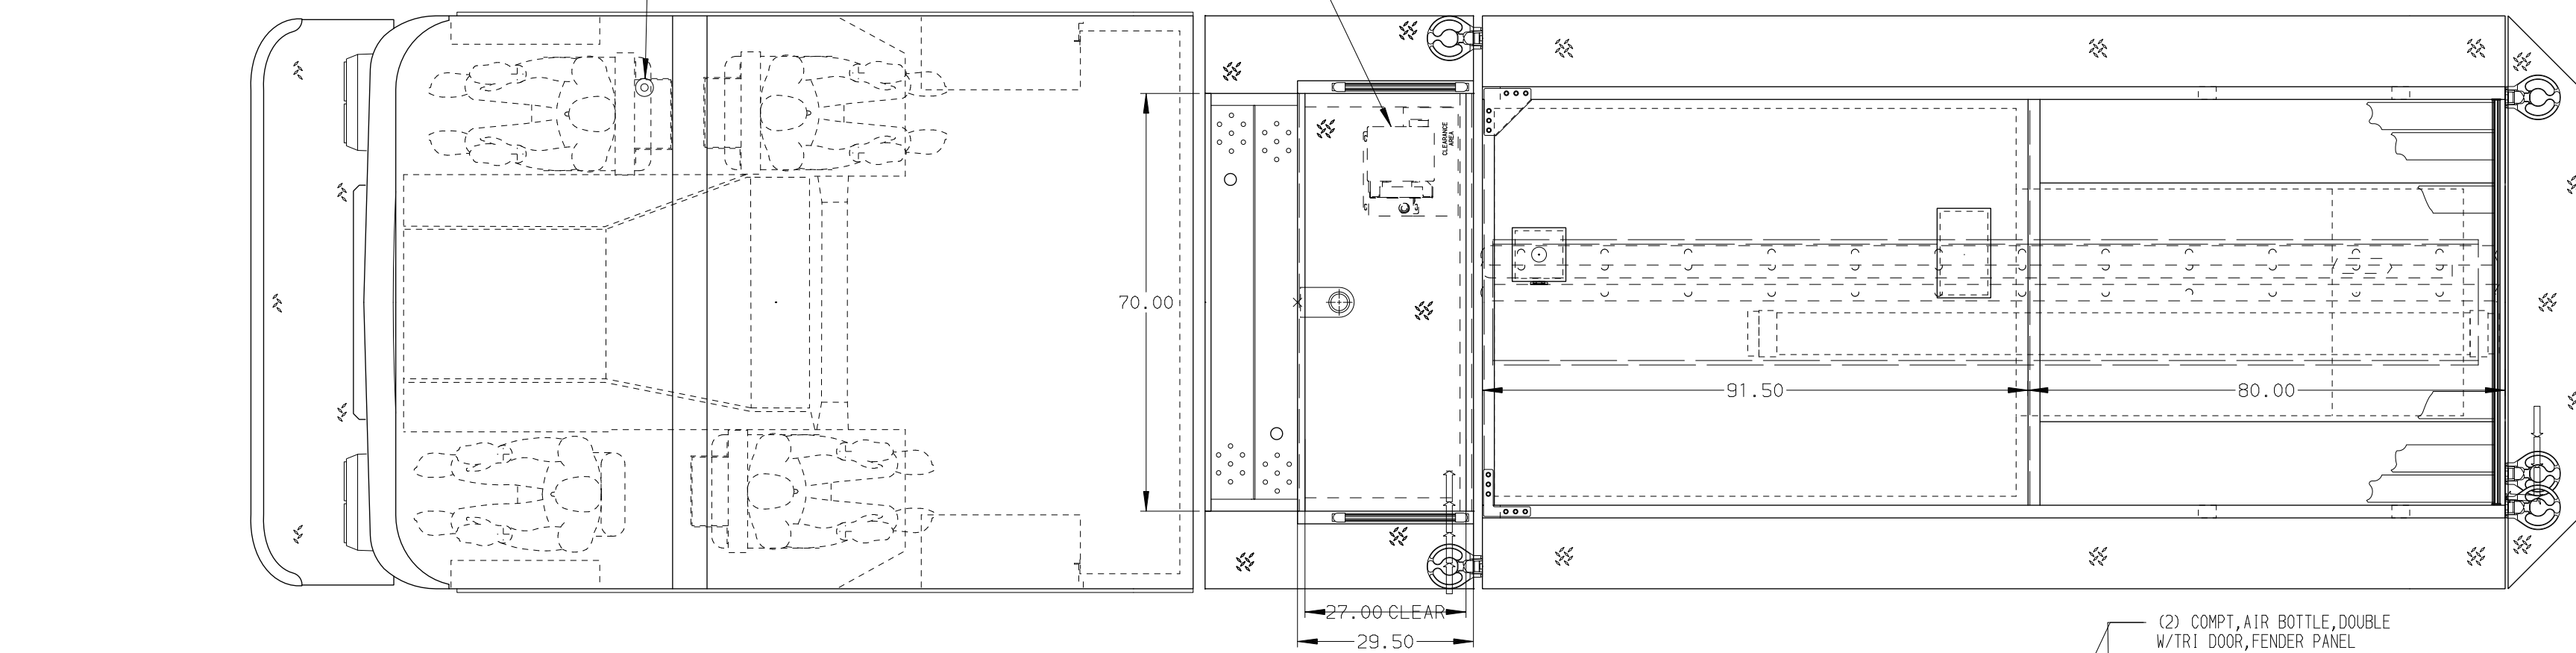 CLEARANCE
AREA
70.00
91.50
80.00
27.00 CLEAR
29.50
(2) COMPT,AIR BOTTLE,DOUBLE
W/TRI DOOR,FENDER PANEL